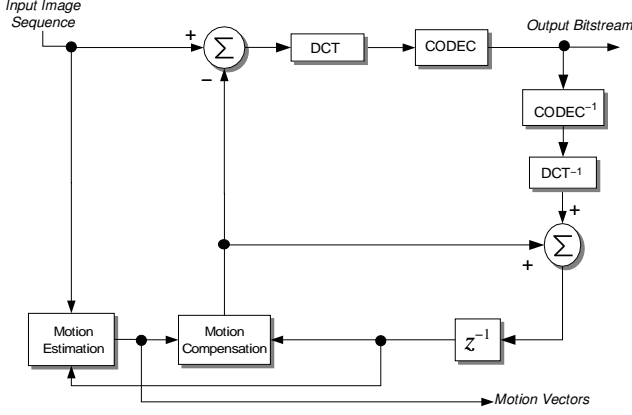 Input Image
Sequence
+
Σ
−
DCT
CODEC
Output Bitstream
CODEC⁻¹
DCT⁻¹
+
Σ
+
Motion
Estimation
Motion
Compensation
z⁻¹
Motion Vectors